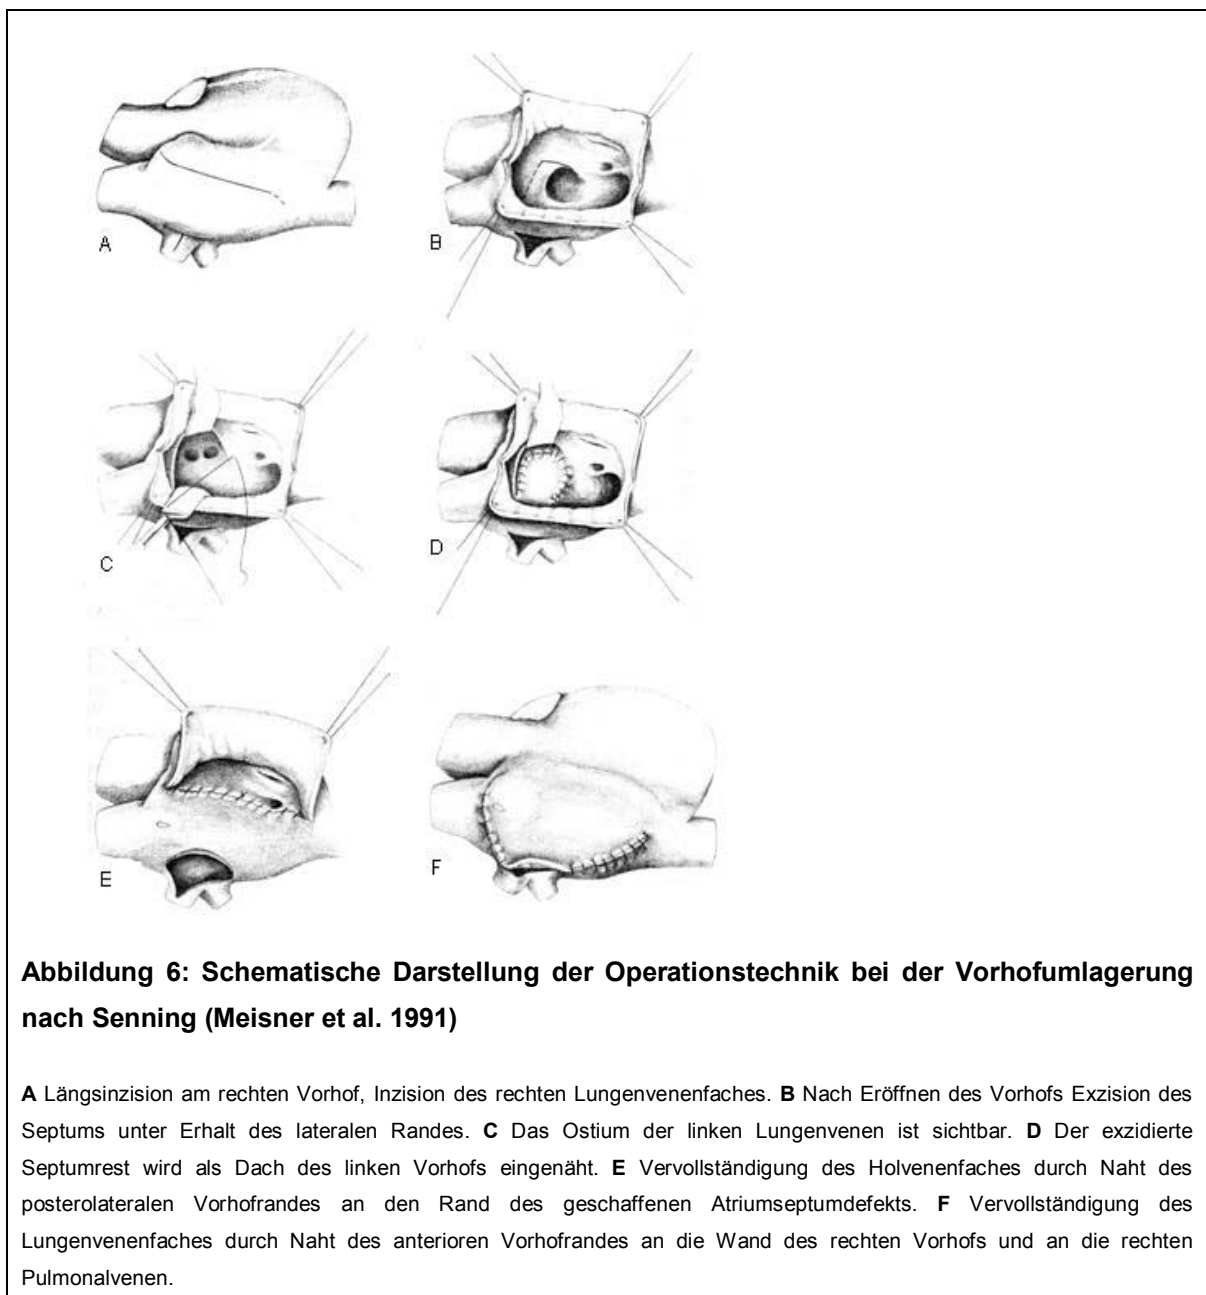 A
B
C
D
E
F
Abbildung 6: Schematische Darstellung der Operationstechnik bei der Vorhofumlagerung
nach Senning (Meisner et al. 1991)
A Längsinzision am rechten Vorhof, Inzision des rechten Lungenvenenfaches. B Nach Eröffnen des Vorhofs Exzision des
Septums unter Erhalt des lateralen Randes. C Das Ostium der linken Lungenvenen ist sichtbar. D Der exzidierte
Septumrest wird als Dach des linken Vorhofs eingenäht. E Vervollständigung des Holvenenfaches durch Naht des
posterolateralen Vorhofrandes an den Rand des geschaffenen Atriumseptumdefekts. F Vervollständigung des
Lungenvenenfaches durch Naht des anterioren Vorhofrandes an die Wand des rechten Vorhofs und an die rechten
Pulmonalvenen.